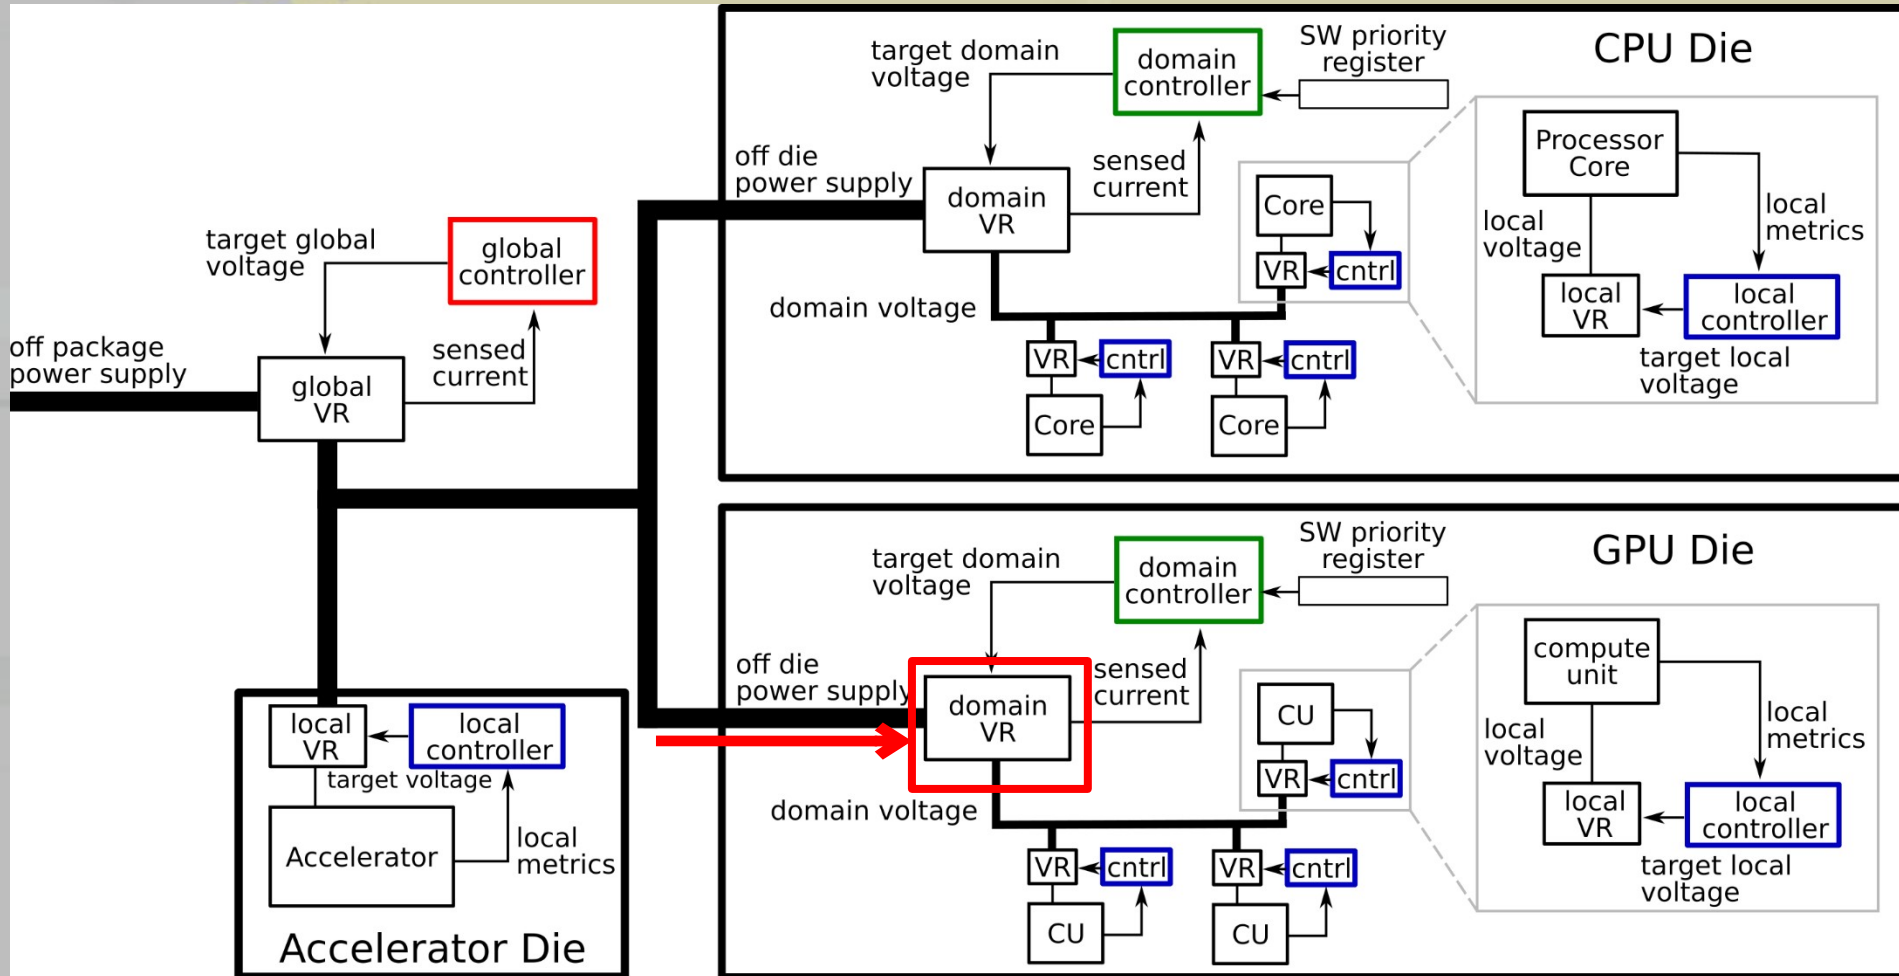 off package
power supply
global
VR
target global
voltage
global
controller
sensed
current
local
VR
local
controller
target voltage
Accelerator
local
metrics
Accelerator Die
CPU Die
target domain
voltage
domain
controller
SW priority
register
off die
power supply
domain
VR
sensed
current
domain voltage
Core
VR
cntrl
VR
cntrl
Core
VR
cntrl
Core
Processor
Core
local
voltage
local
metrics
local
VR
local
controller
target local
voltage
GPU Die
target domain
voltage
domain
controller
SW priority
register
off die
power supply
domain
VR
sensed
current
domain voltage
CU
VR
cntrl
VR
cntrl
CU
VR
cntrl
CU
compute
unit
local
voltage
local
metrics
local
VR
local
controller
target local
voltage